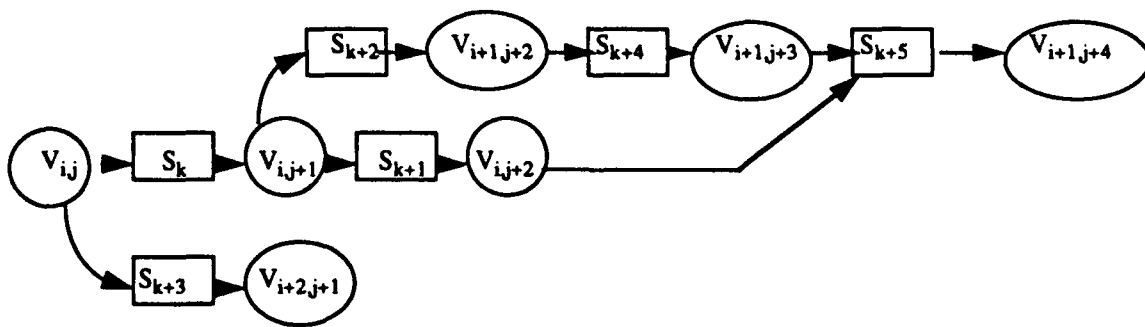 S_{k+2} V_{i+1,j+2} S_{k+4} V_{i+1,j+3} S_{k+5} V_{i+1,j+4}
V_{i,j} S_k V_{i,j+1} S_{k+1} V_{i,j+2}
S_{k+3} V_{i+2,j+1}